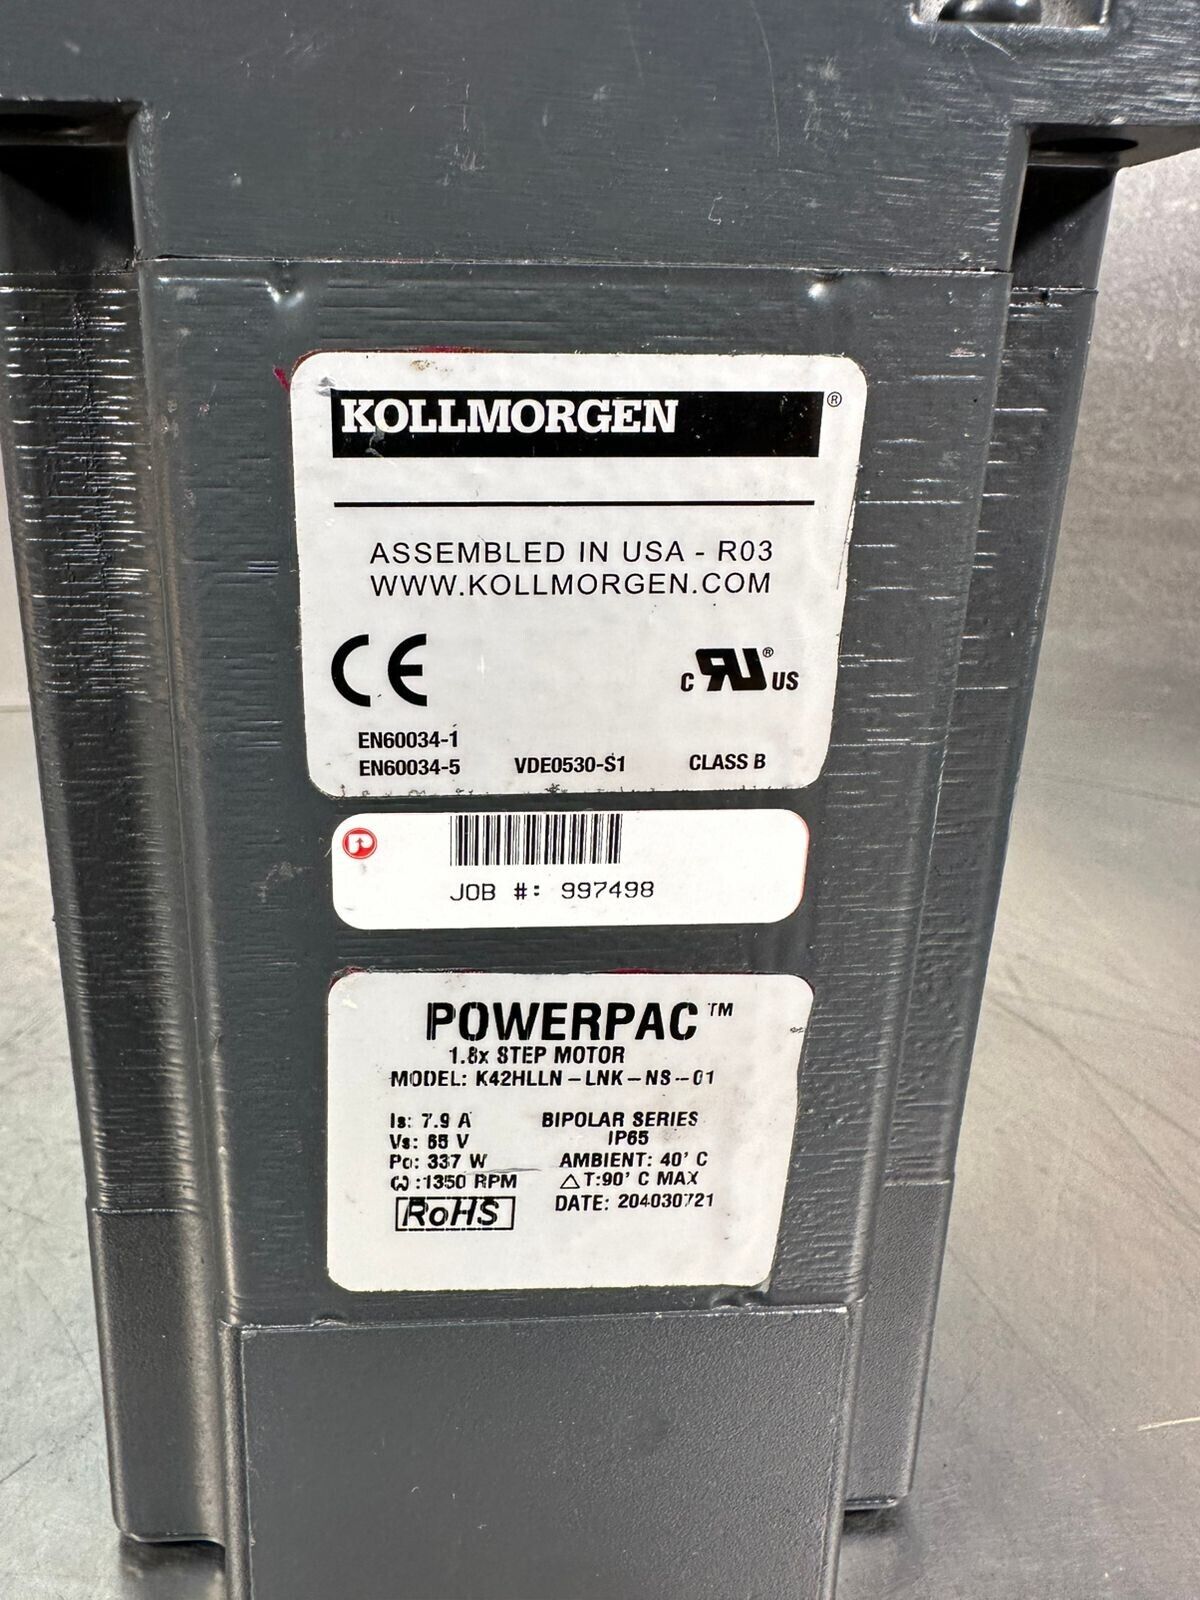 KOLLMORGEN ®
ASSEMBLED IN USA - R03
WWW.KOLLMORGEN.COM
CE
C RU ® US
EN60034-1
EN60034-5 VDE0530-S1 CLASS B
JOB #: 997498
POWERPAC™
1.8x STEP MOTOR
MODEL: K42HLLN-LNK-NS-01
Is: 7.9 A BIPOLAR SERIES
Vs: 65 V IP65
Po: 337 W AMBIENT: 40° C
ω: 1350 RPM △T:90° C MAX
RoHS DATE: 204030721